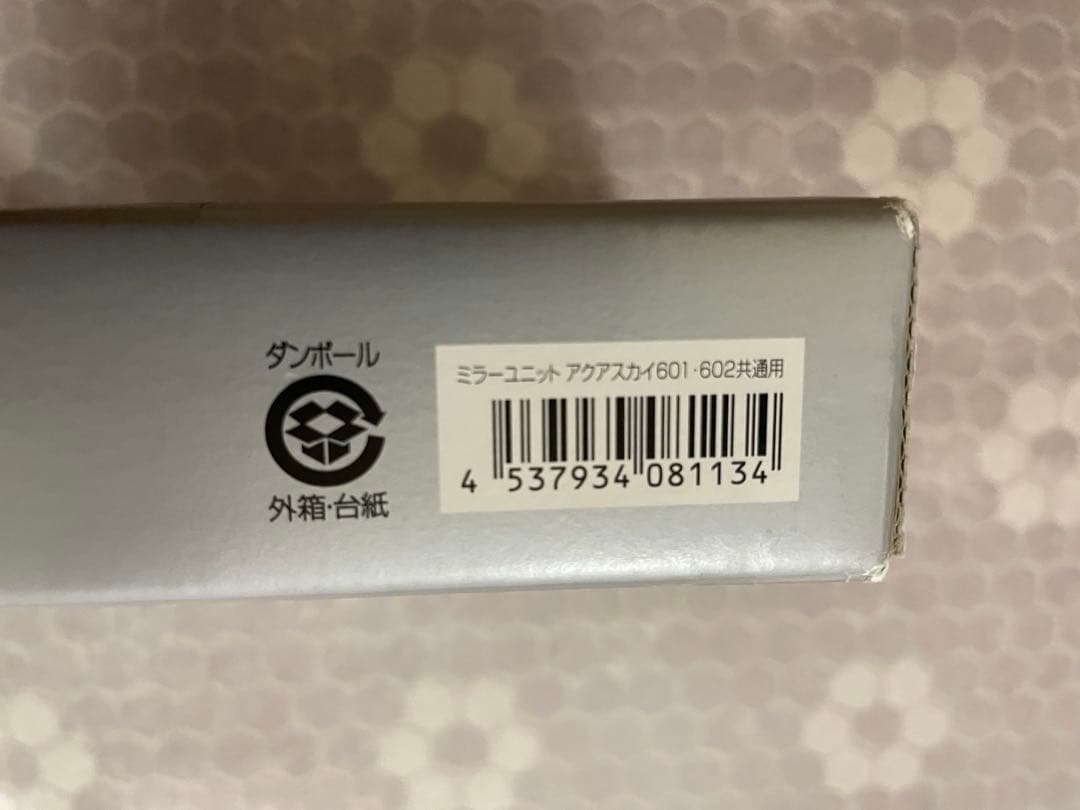 ダンボール
外箱・台紙
ミラーユニット アクアスカイ601・602共通用
4 537934 081134